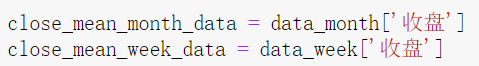 close_mean_month_data = data_month['收盘']
close_mean_week_data = data_week['收盘']